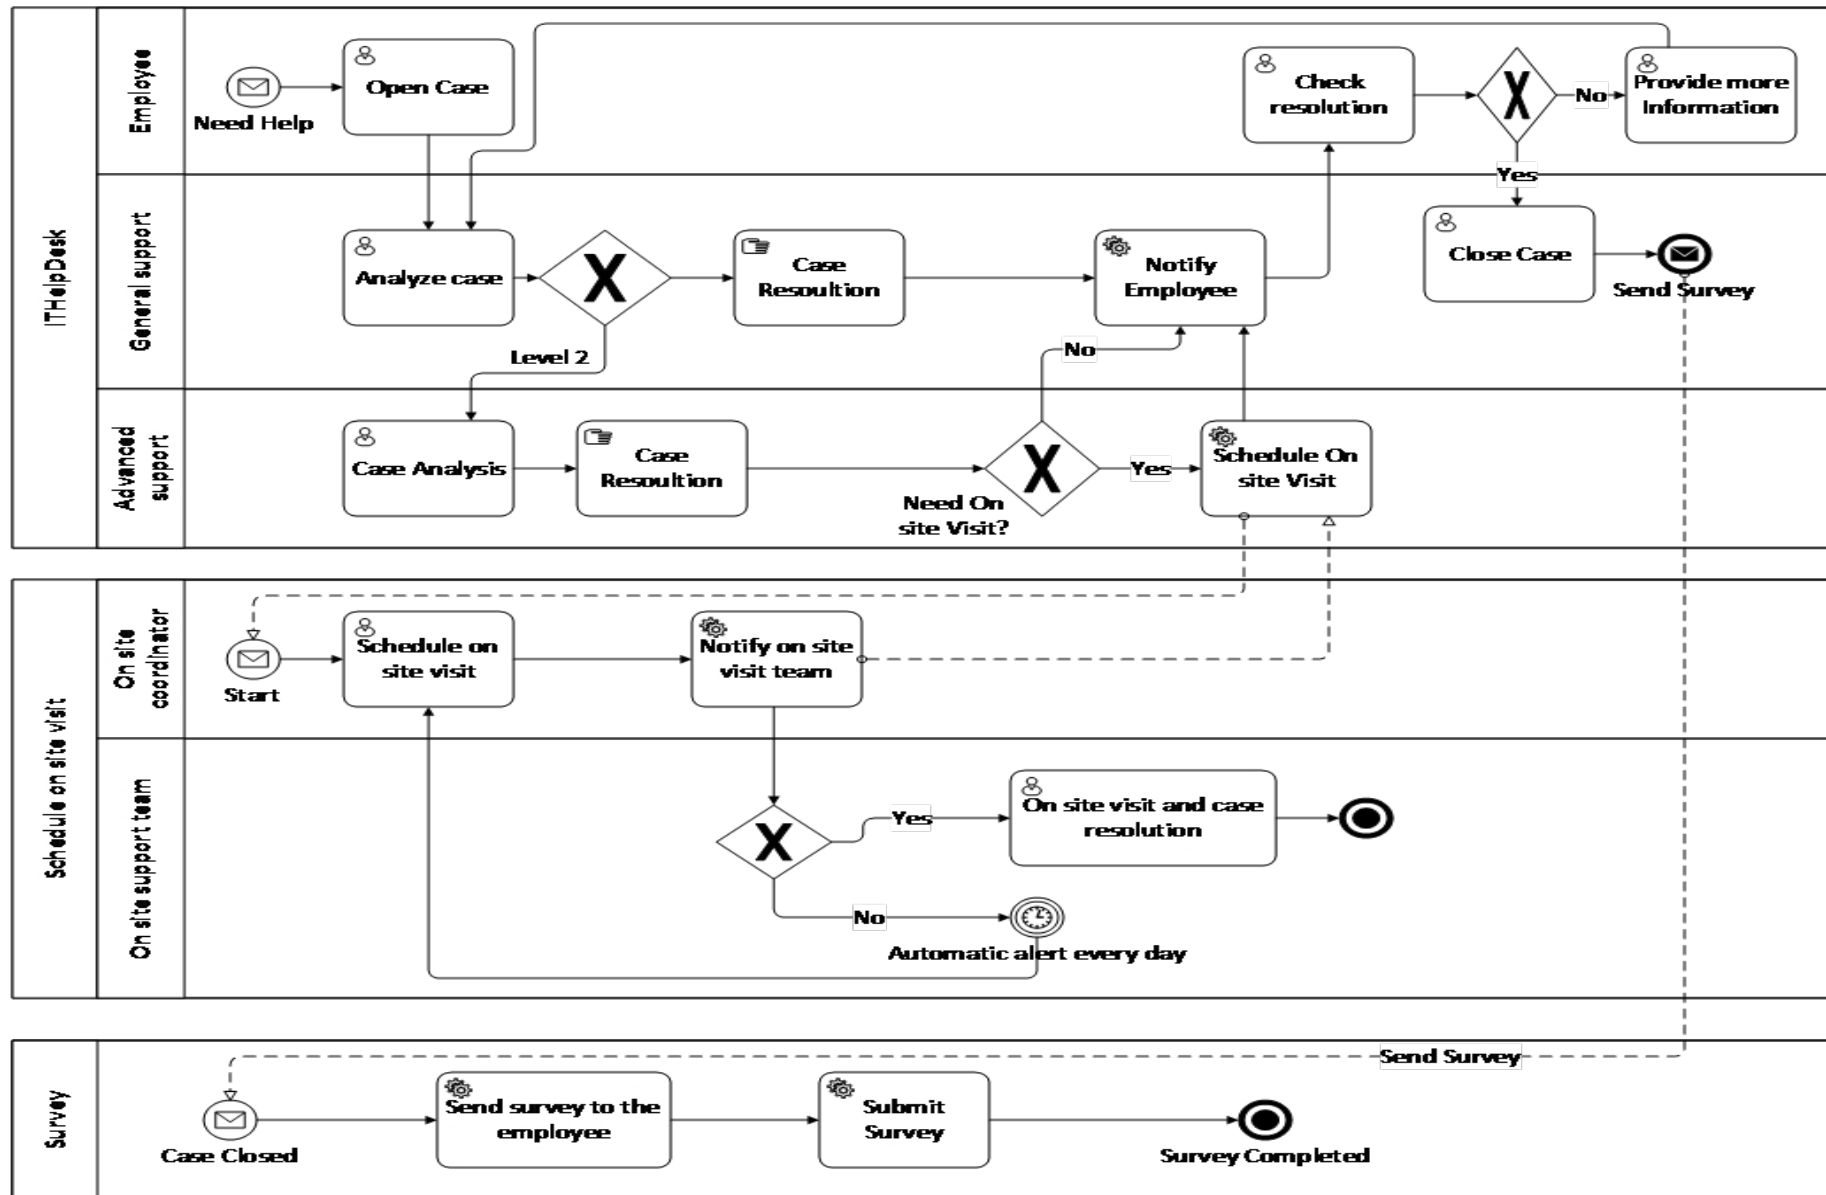 ITHelpDesk
Employee
Need Help
Open Case
Check
resolution
No
Provide more
Information
Yes
General support
Analyze case
Level 2
Case
Resoultion
Notify
Employee
No
Close Case
Send Survey
Advanced
support
Case Analysis
Case
Resoultion
Need On
site Visit?
Yes
Schedule On
site Visit
Schedule on site visit
On site
coordinator
Start
Schedule on
site visit
Notify on site
visit team
On site support team
Yes
On site visit and case
resolution
No
Automatic alert every day
Survey
Send Survey
Case Closed
Send survey to the
employee
Submit
Survey
Survey Completed